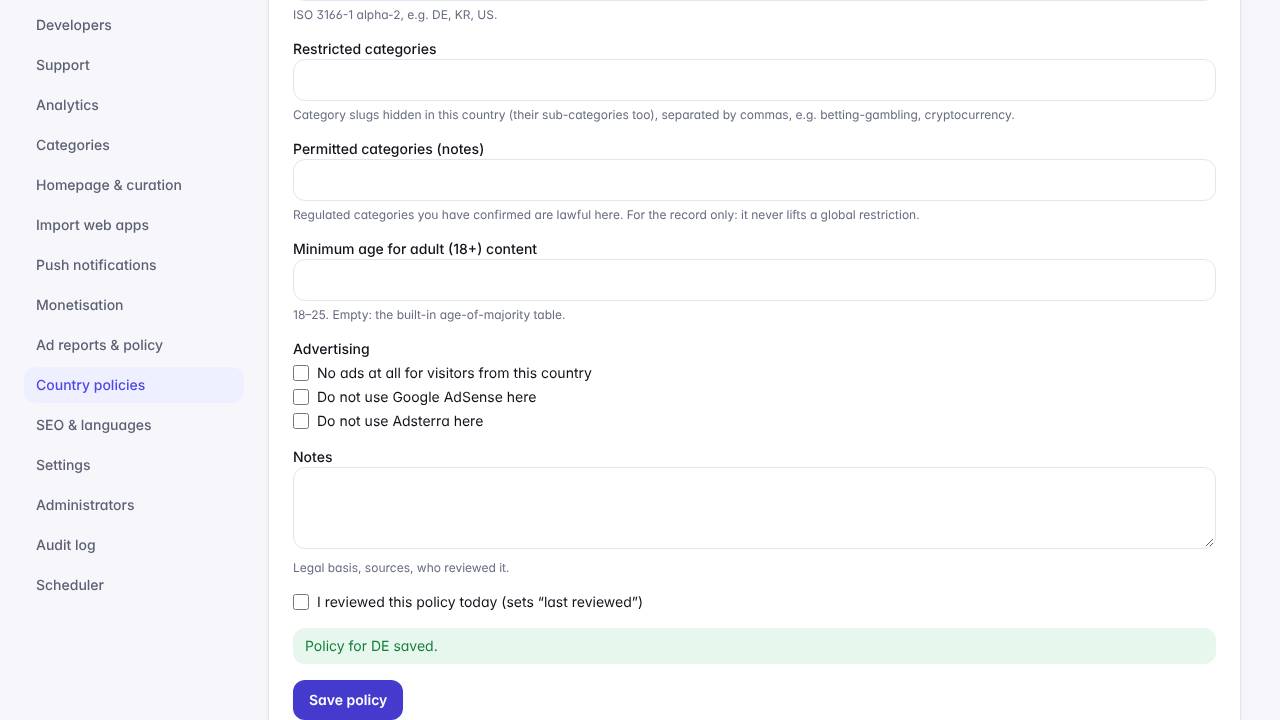 Developers
Support
Analytics
Categories
Homepage & curation
Import web apps
Push notifications
Monetisation
Ad reports & policy
Country policies
SEO & languages
Settings
Administrators
Audit log
Scheduler
ISO 3166-1 alpha-2, e.g. DE, KR, US.
Restricted categories
Category slugs hidden in this country (their sub-categories too), separated by commas, e.g. betting-gambling, cryptocurrency.
Permitted categories (notes)
Regulated categories you have confirmed are lawful here. For the record only: it never lifts a global restriction.
Minimum age for adult (18+) content
18–25. Empty: the built-in age-of-majority table.
Advertising
No ads at all for visitors from this country
Do not use Google AdSense here
Do not use Adsterra here
Notes
Legal basis, sources, who reviewed it.
I reviewed this policy today (sets “last reviewed”)
Policy for DE saved.
Save policy